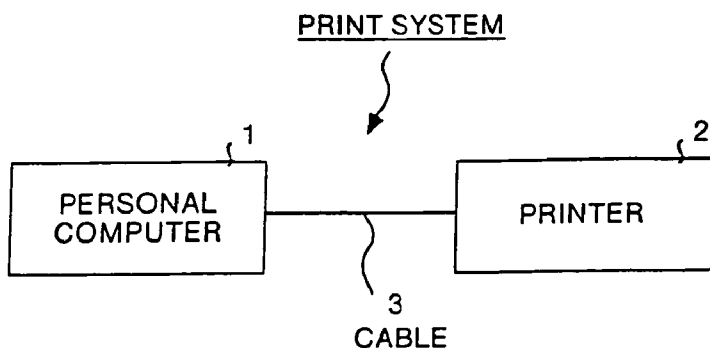 PRINT SYSTEM
1
2
PERSONAL
COMPUTER
PRINTER
3
CABLE